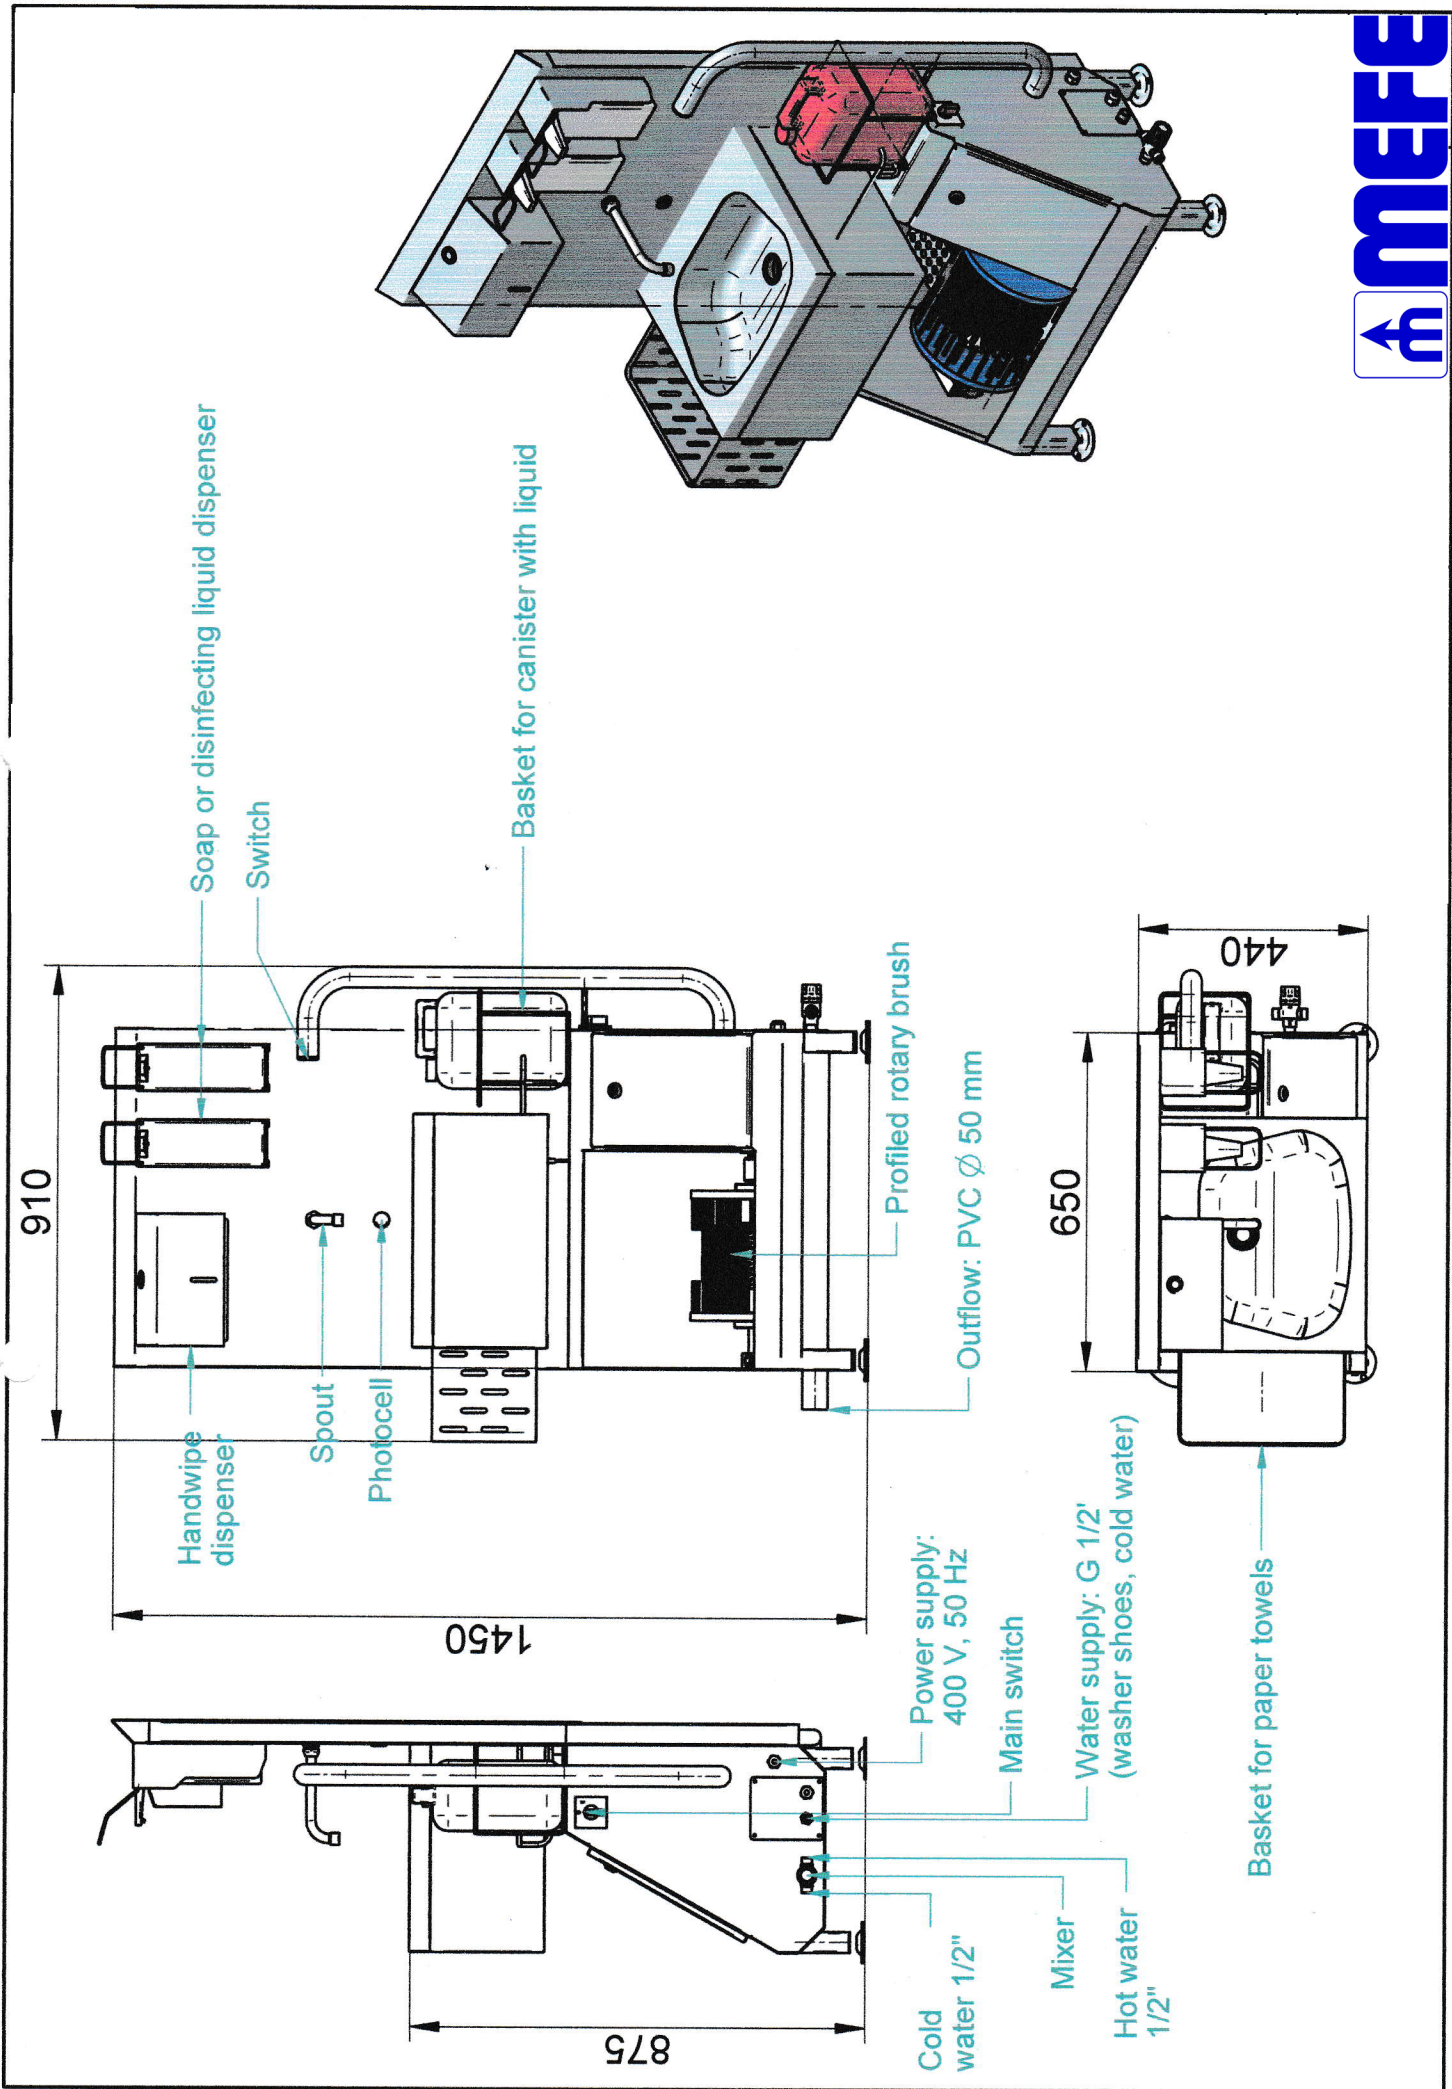 MEFE
910
Soap or disinfecting liquid dispenser
Switch
Basket for canister with liquid
Handwipe
dispenser
Spout
Photocell
Profiled rotary brush
Outflow: PVC Ø 50 mm
1450
875
Power supply:
400 V, 50 Hz
Main switch
Water supply: G 1/2'
(washer shoes, cold water)
Cold
water 1/2"
Mixer
Hot water
1/2"
650
440
Basket for paper towels